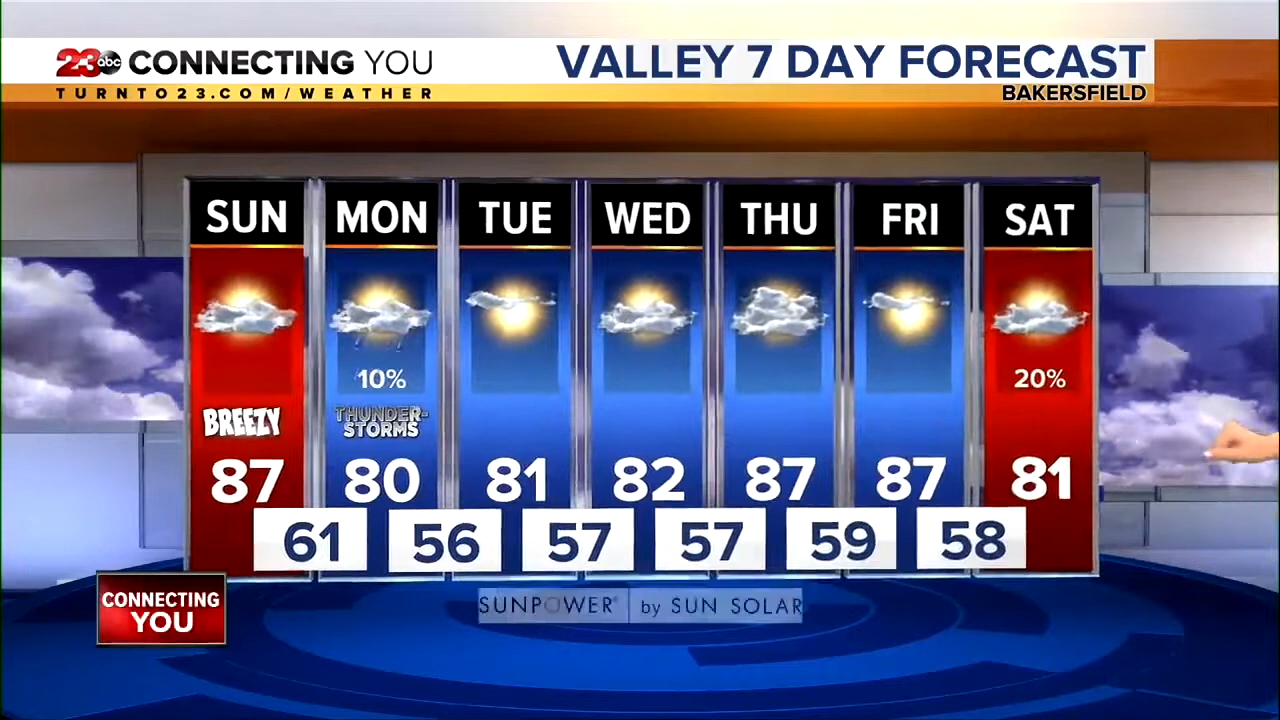 23 abc CONNECTING YOU
TURNTO23.COM/WEATHER
VALLEY 7 DAY FORECAST
BAKERSFIELD
SUN MON TUE WED THU FRI SAT
10% 20%
BREEZY THUNDER-
STORMS
87 80 81 82 87 87 81
61 56 57 57 59 58
CONNECTING
YOU
SUNPOWER® by SUN SOLAR